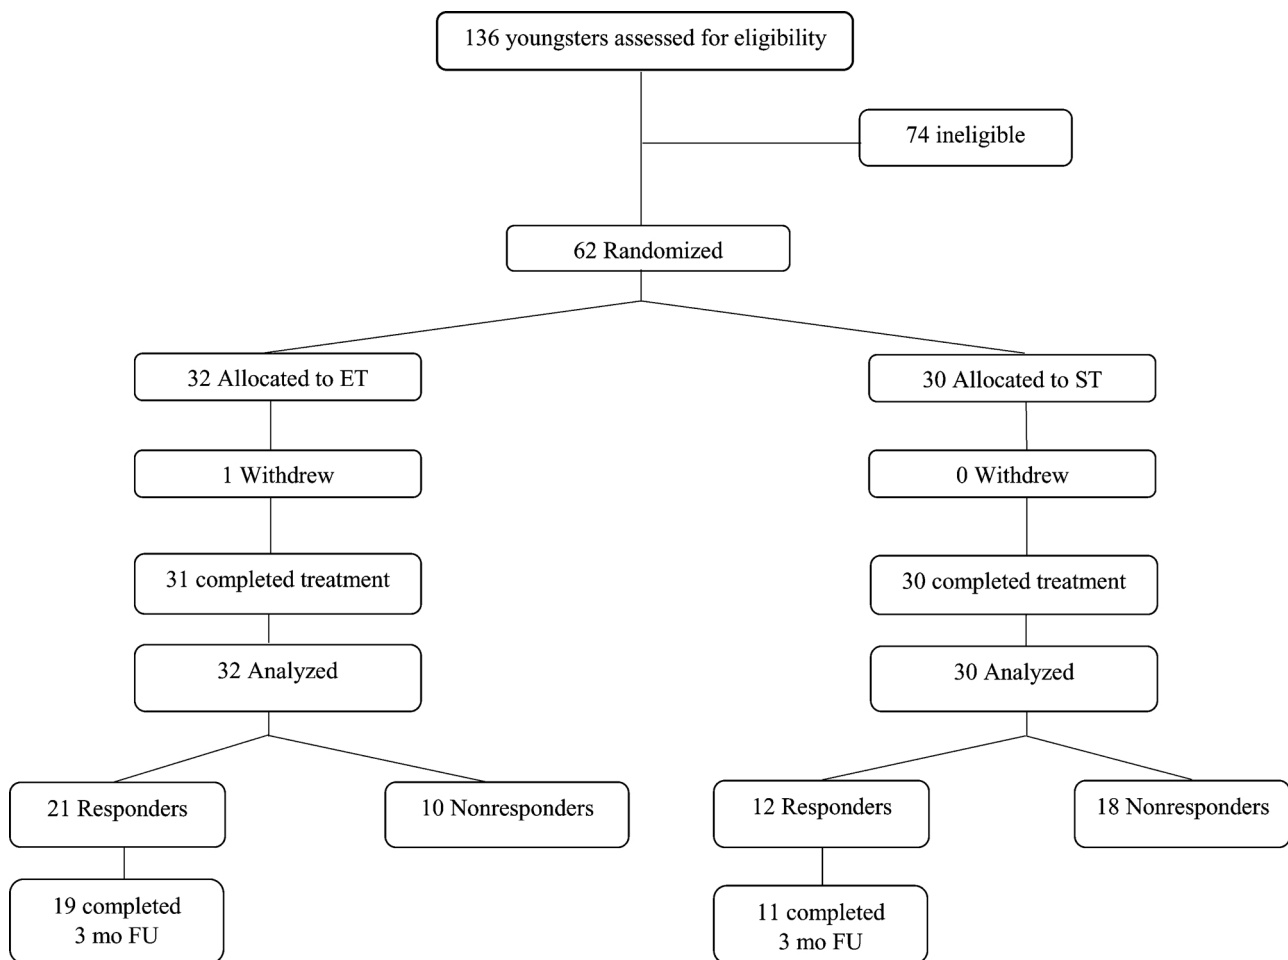 136 youngsters assessed for eligibility
74 ineligible
62 Randomized
32 Allocated to ET
30 Allocated to ST
1 Withdrew
0 Withdrew
31 completed treatment
30 completed treatment
32 Analyzed
30 Analyzed
21 Responders
10 Nonresponders
12 Responders
18 Nonresponders
19 completed
3 mo FU
11 completed
3 mo FU